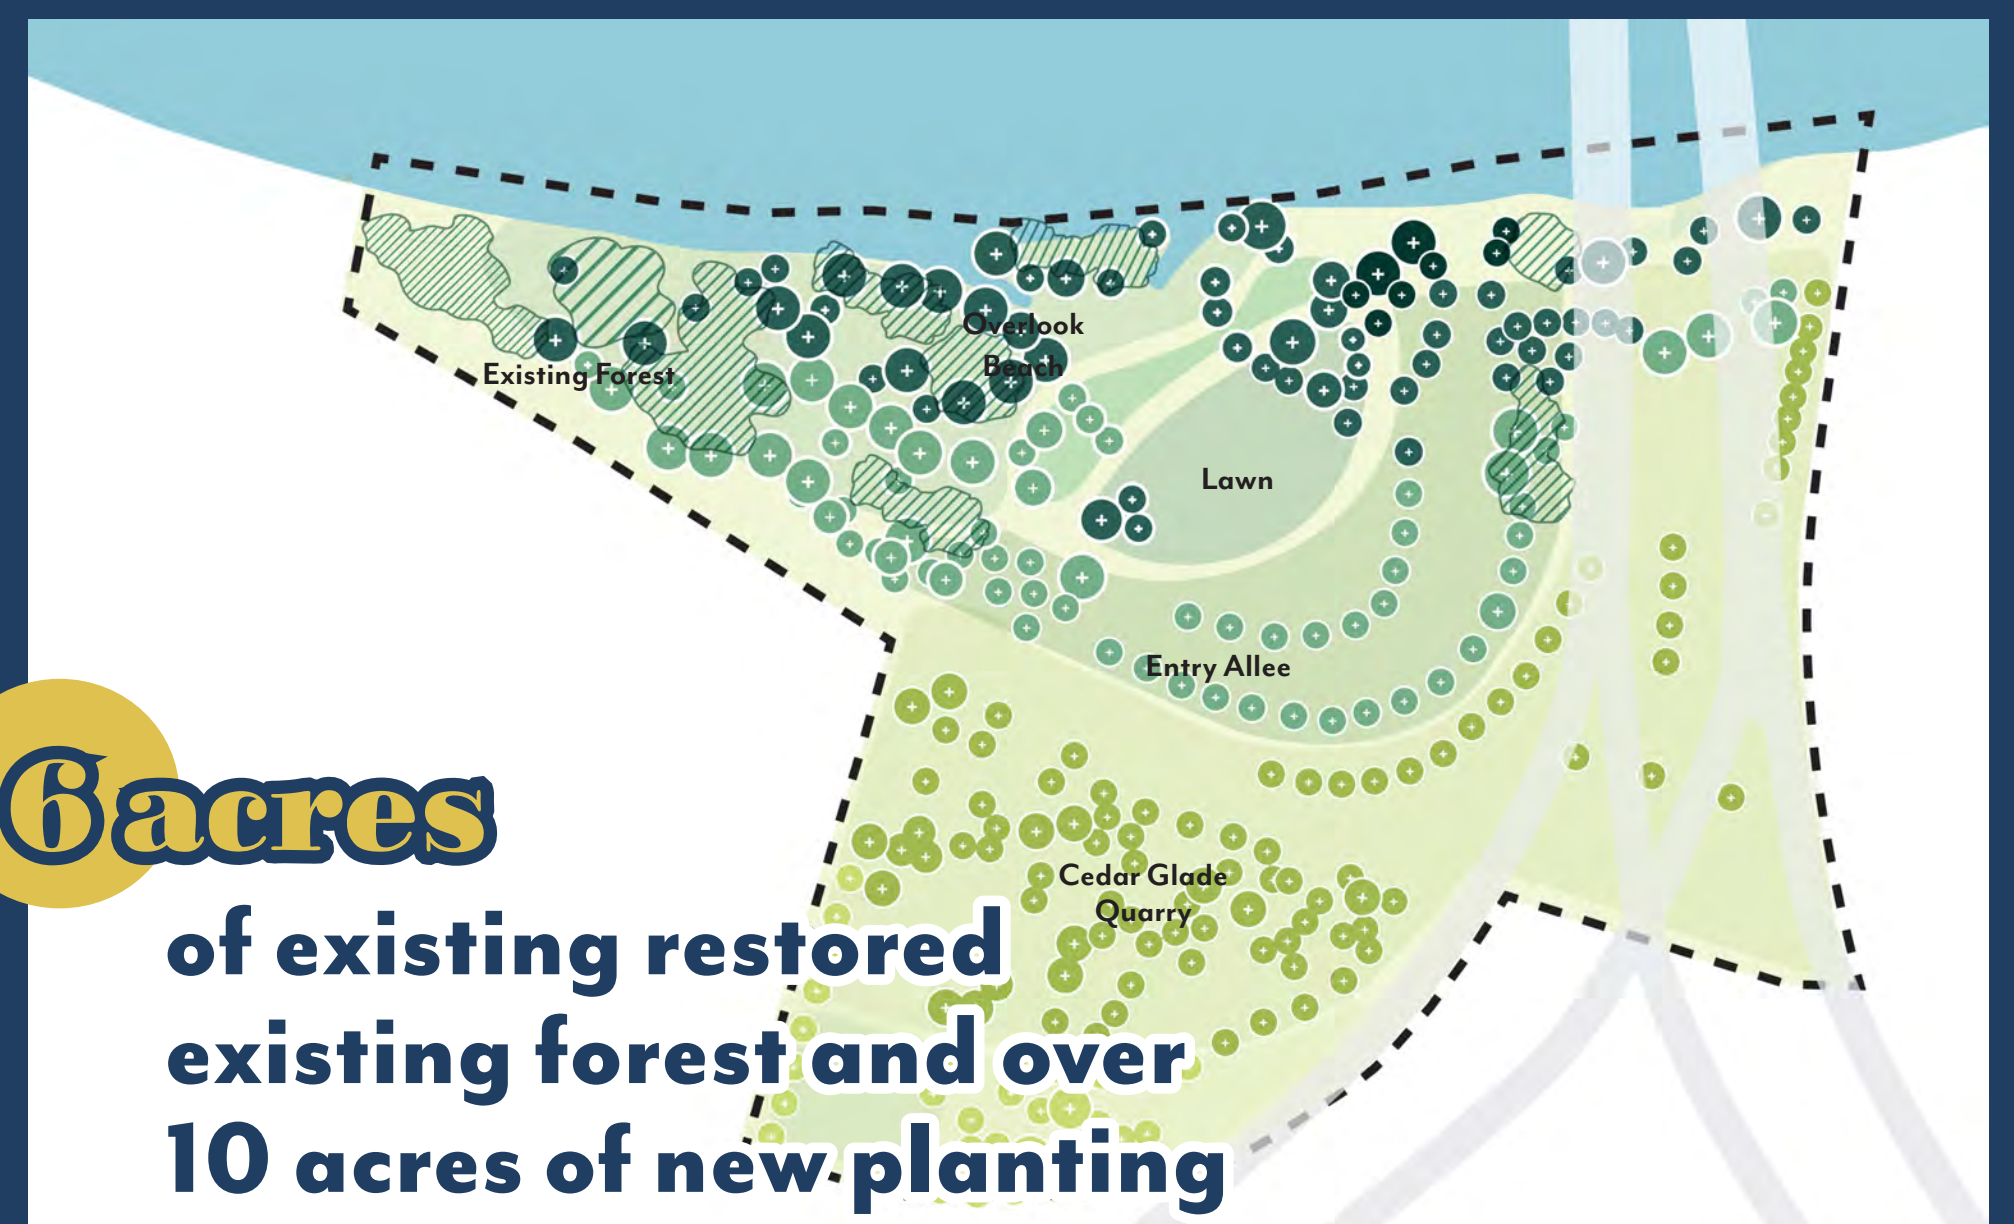 Overlook
Beach
Existing Forest
Lawn
Entry Allee
Cedar Glade
Quarry
6 acres
of existing restored
existing forest and over
10 acres of new planting